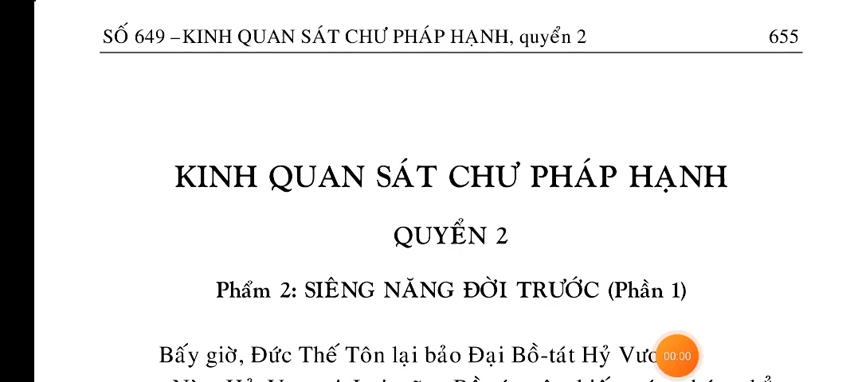 SỐ 649 –KINH QUAN SÁT CHƯ PHÁP HẠNH, quyển 2 655
KINH QUAN SÁT CHƯ PHÁP HẠNH
QUYỂN 2
Phẩm 2: SIÊNG NĂNG ĐỜI TRƯỚC (Phần 1)
Bấy giờ, Đức Thế Tôn lại bảo Đại Bồ-tát Hỷ
00:00